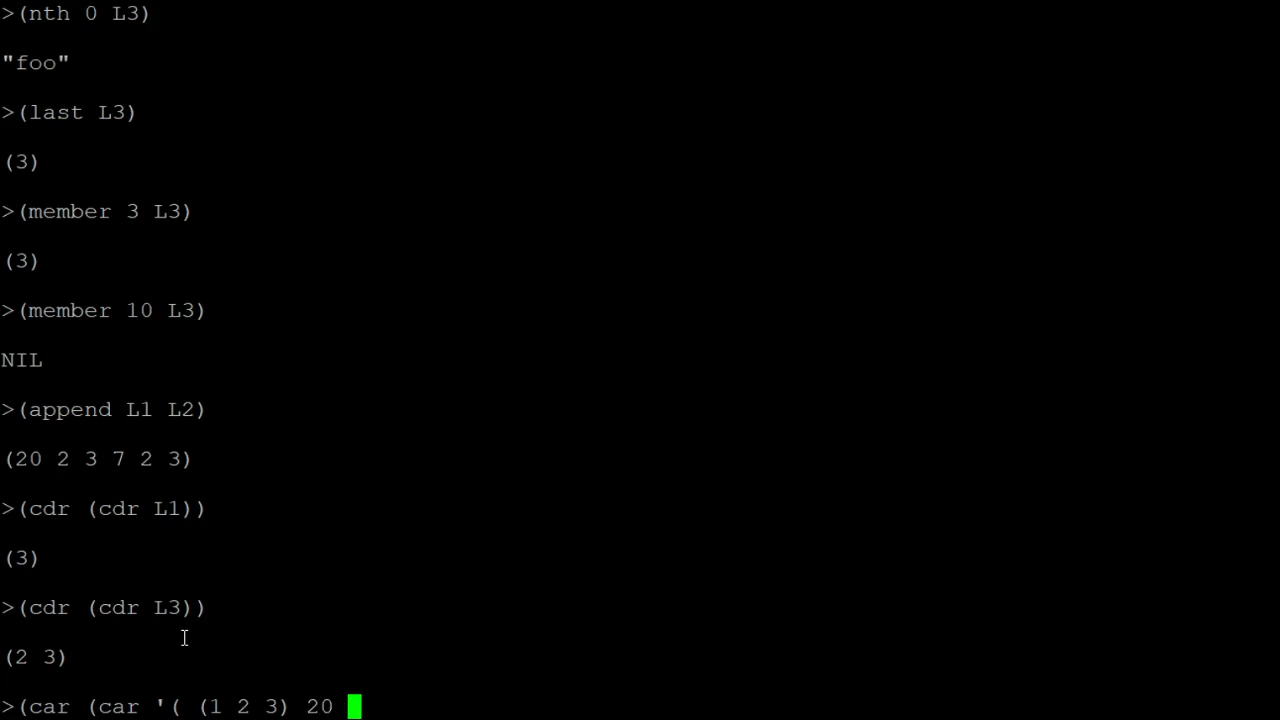 >(nth 0 L3)
"foo"
>(last L3)
(3)
>(member 3 L3)
(3)
>(member 10 L3)
NIL
>(append L1 L2)
(20 2 3 7 2 3)
>(cdr (cdr L1))
(3)
>(cdr (cdr L3))
(2 3)
>(car (car '( (1 2 3) 20